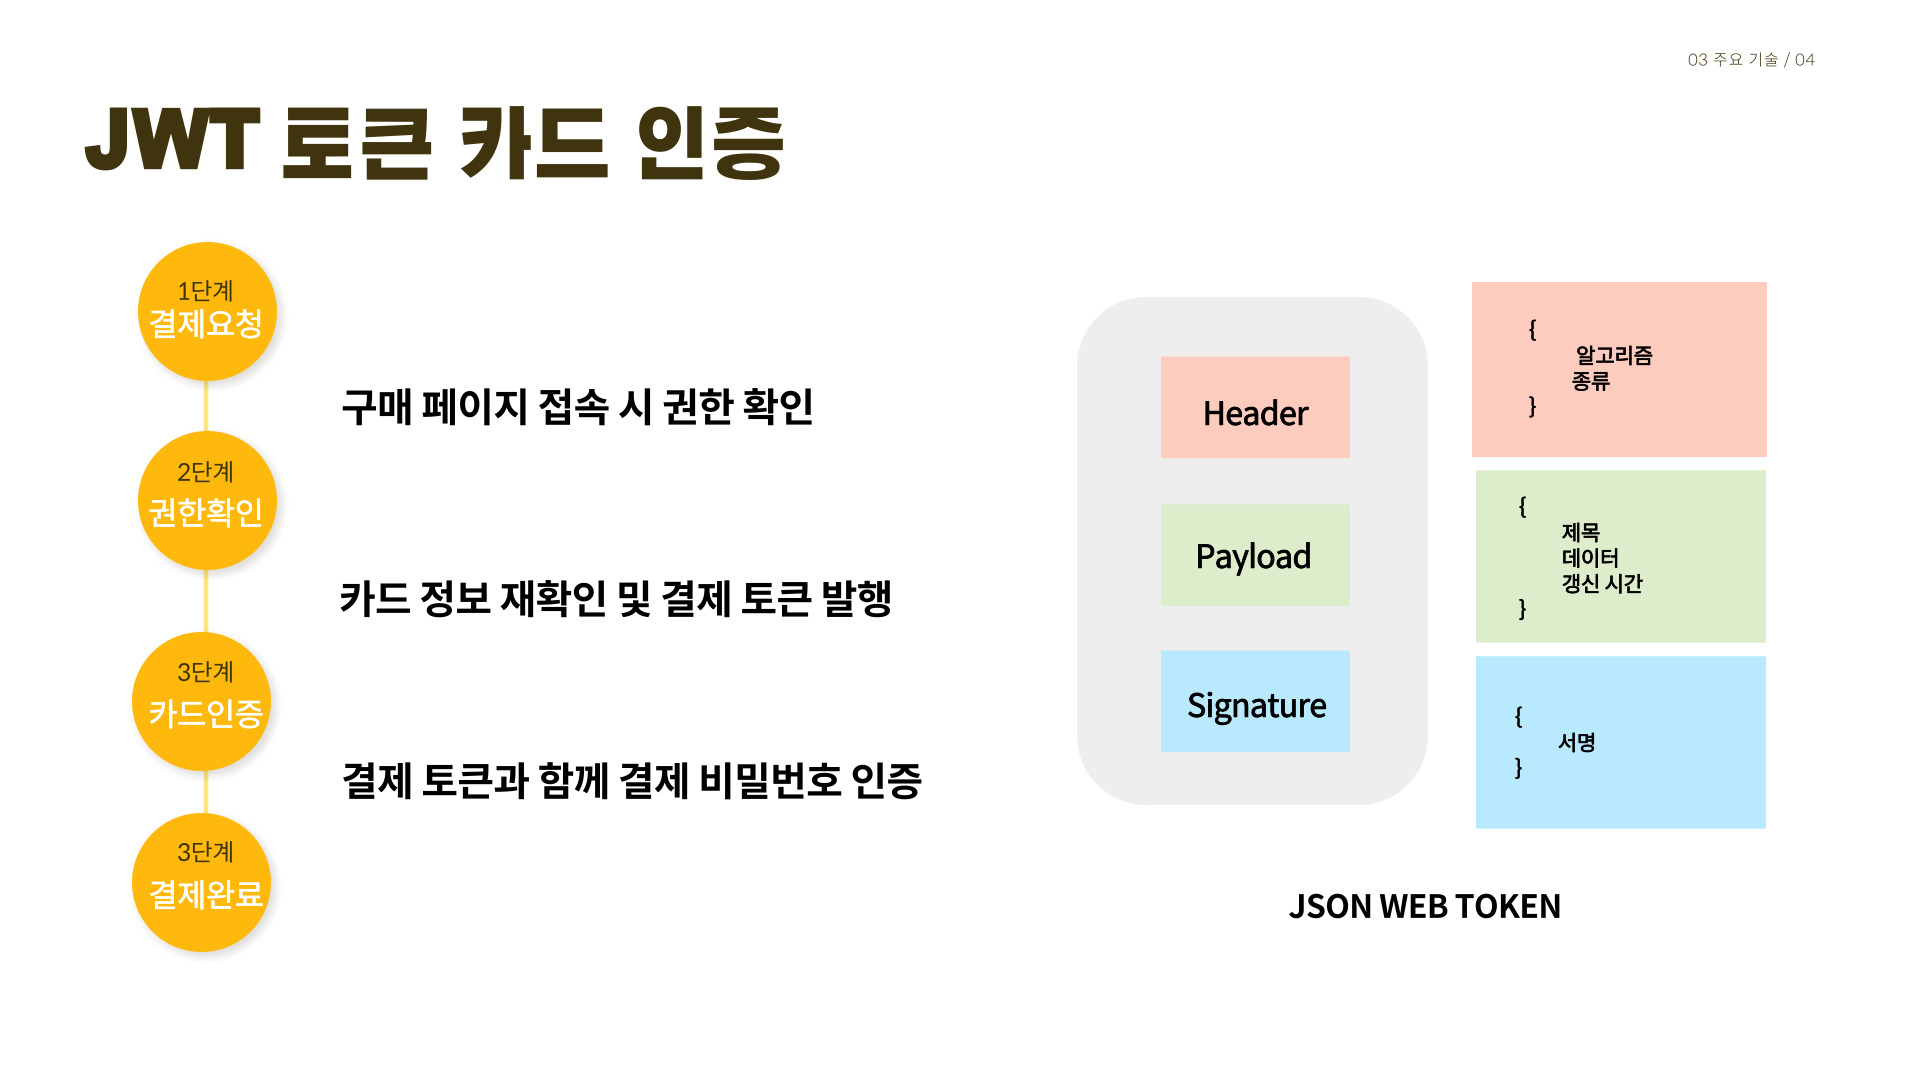 03 주요 기술 / 04
JWT 토큰 카드 인증
1단계
결제요청
구매 페이지 접속 시 권한 확인
2단계
권한확인
카드 정보 재확인 및 결제 토큰 발행
3단계
카드인증
결제 토큰과 함께 결제 비밀번호 인증
3단계
결제완료
Header
Payload
Signature
{
알고리즘
종류
}
{
제목
데이터
갱신 시간
}
{
서명
}
JSON WEB TOKEN